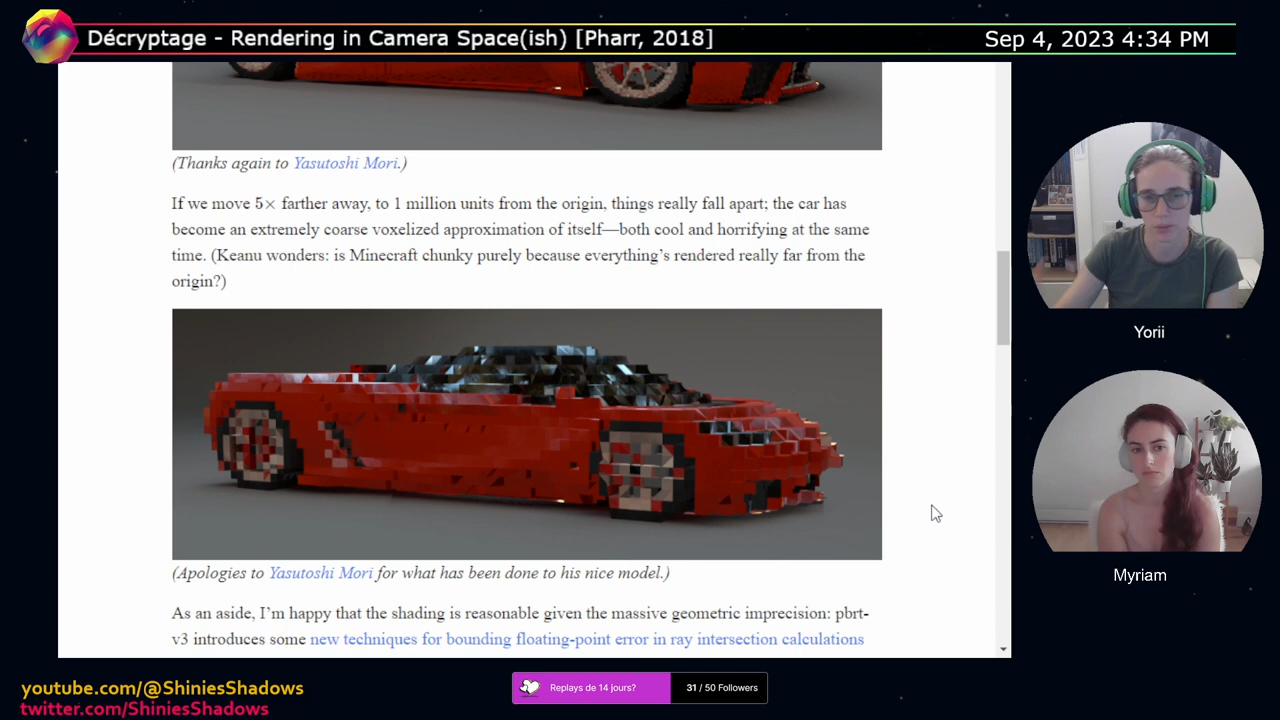 Décryptage - Rendering in Camera Space(ish) [Pharr, 2018]
Sep 4, 2023 4:34 PM
(Thanks again to Yasutoshi Mori.)
If we move 5× farther away, to 1 million units from the origin, things really fall apart; the car has
become an extremely coarse voxelized approximation of itself—both cool and horrifying at the same
time. (Keanu wonders: is Minecraft chunky purely because everything's rendered really far from the
origin?)
(Apologies to Yasutoshi Mori for what has been done to his nice model.)
As an aside, I'm happy that the shading is reasonable given the massive geometric imprecision: pbrt-
v3 introduces some new techniques for bounding floating-point error in ray intersection calculations
Yorii
Myriam
youtube.com/@ShiniesShadows
twitter.com/ShiniesShadows
Replays de 14 jours?
31 / 50 Followers